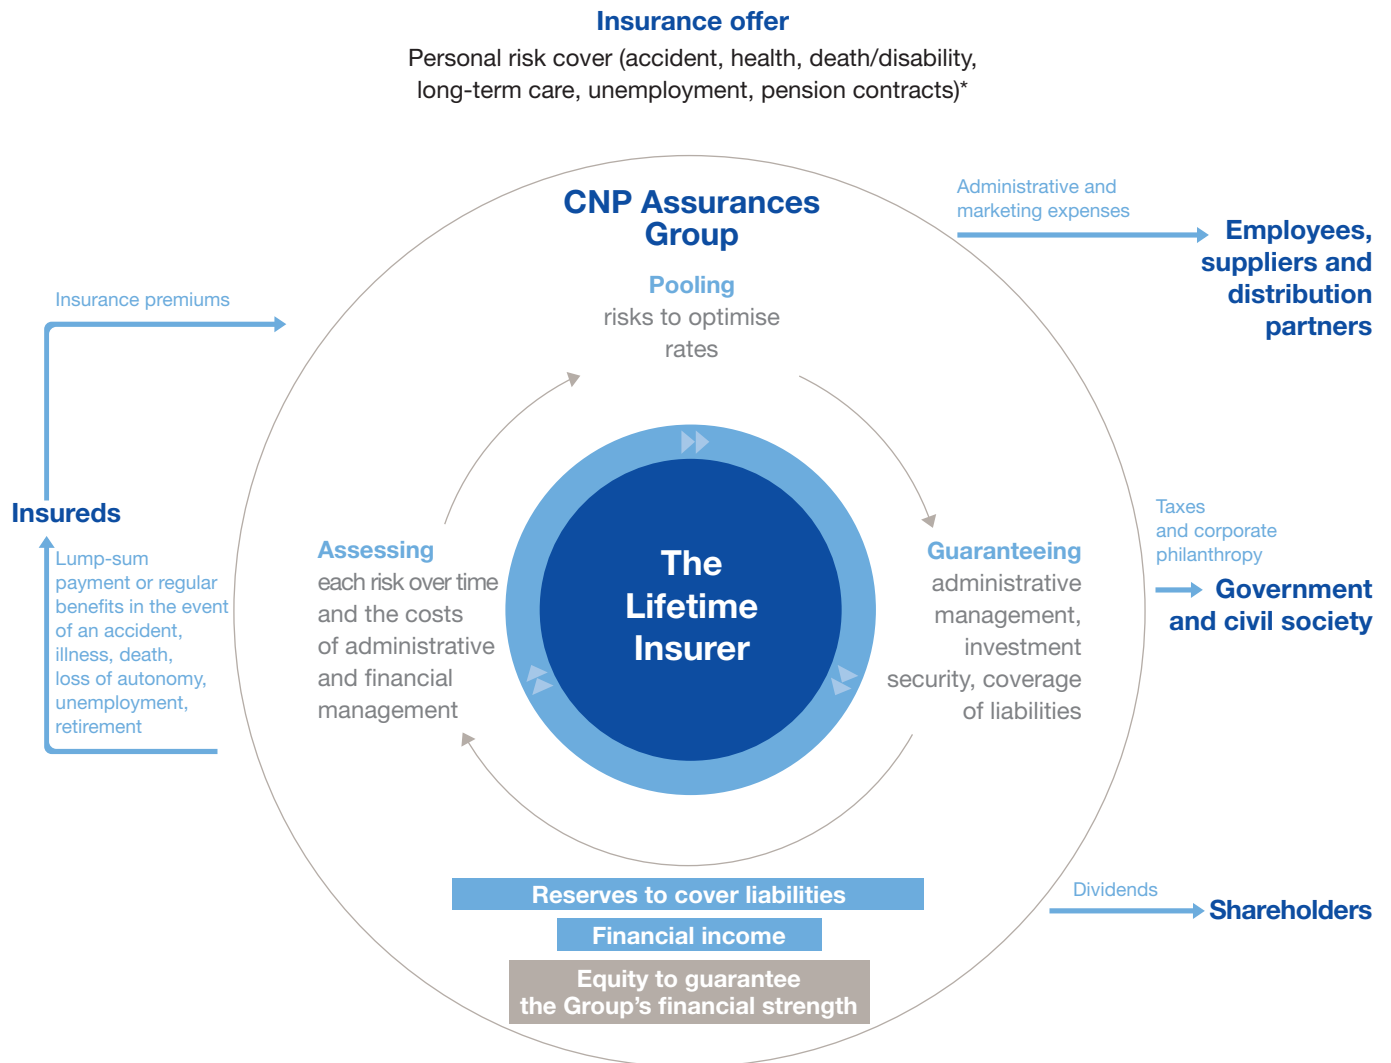 Insurance offer
Personal risk cover (accident, health, death/disability,
long-term care, unemployment, pension contracts)*
CNP Assurances
Group
Pooling
risks to optimise
rates
Administrative and
marketing expenses
Employees,
suppliers and
distribution
partners
Insurance premiums
Insureds
Lump-sum
payment or regular
benefits in the event
of an accident,
illness, death,
loss of autonomy,
unemployment,
retirement
Assessing
each risk over time
and the costs
of administrative
and financial
management
The
Lifetime
Insurer
Guaranteeing
administrative
management,
investment
security, coverage
of liabilities
Taxes
and corporate
philanthropy
Government
and civil society
Reserves to cover liabilities
Financial income
Equity to guarantee
the Group's financial strength
Dividends
Shareholders